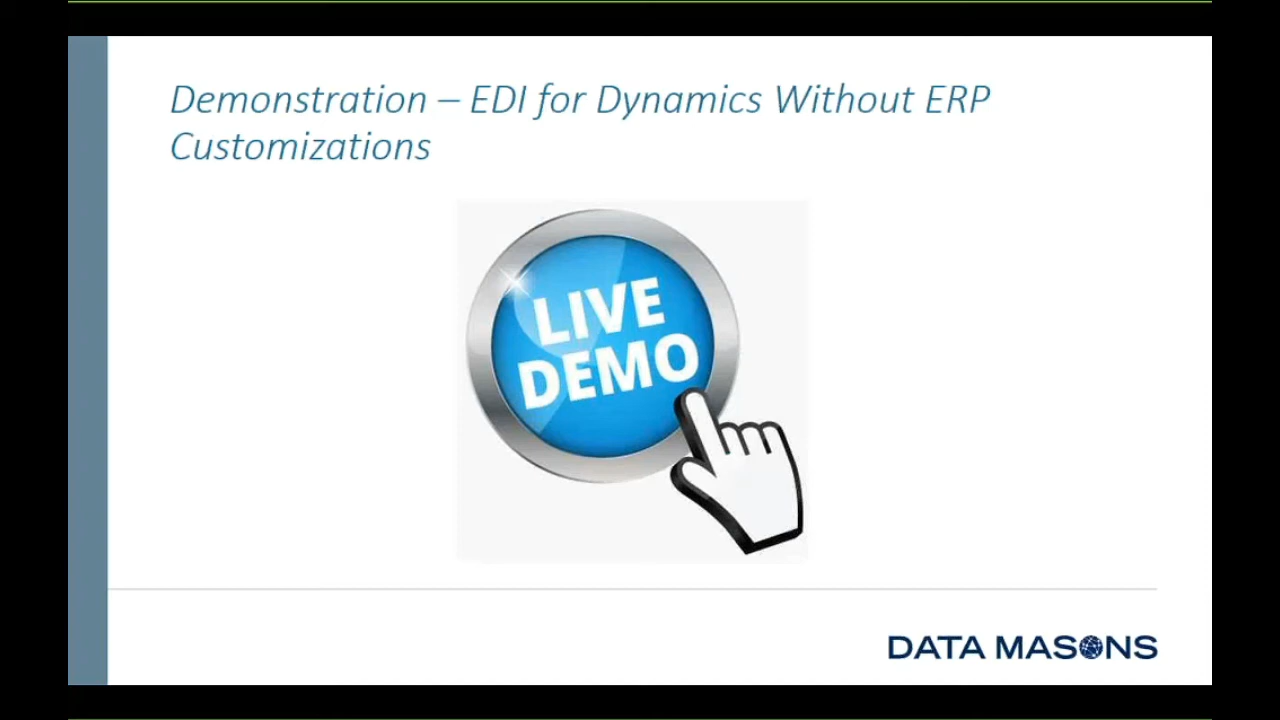 Demonstration – EDI for Dynamics Without ERP
Customizations
LIVE
DEMO
DATA MASONS